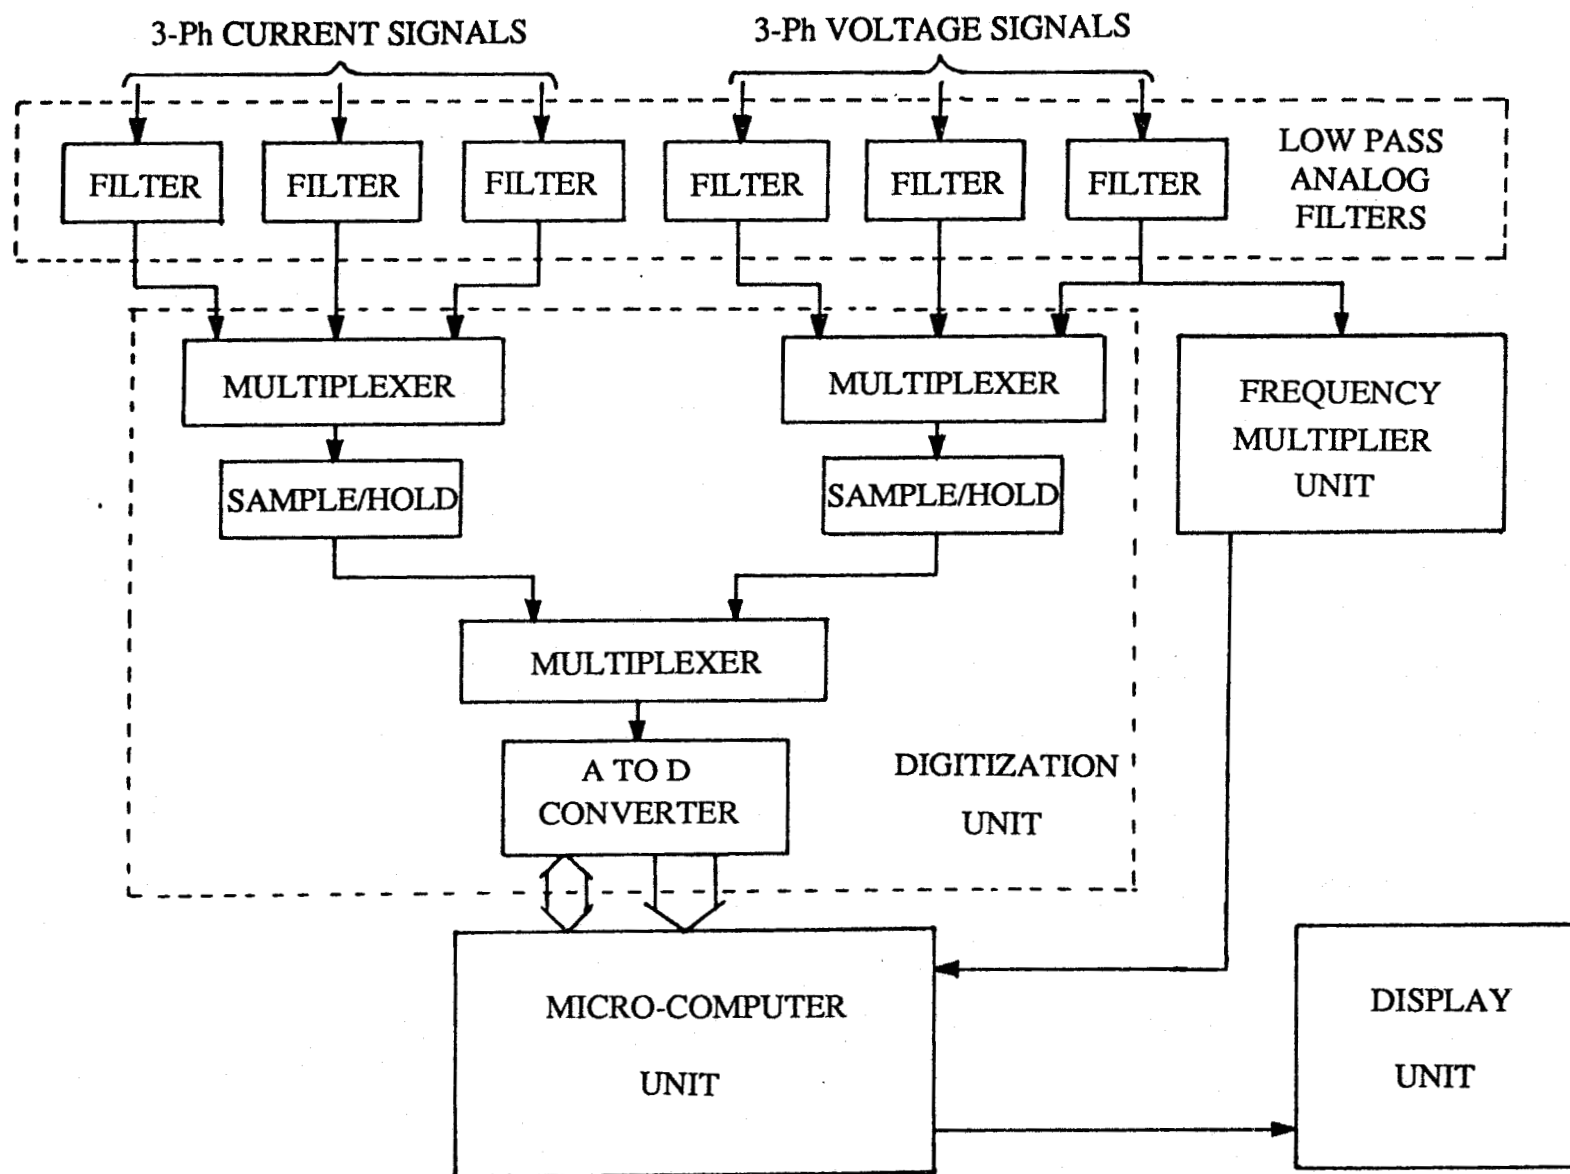 3-Ph CURRENT SIGNALS
3-Ph VOLTAGE SIGNALS
FILTER
FILTER
FILTER
FILTER
FILTER
FILTER
LOW PASS
ANALOG
FILTERS
MULTIPLEXER
MULTIPLEXER
FREQUENCY
MULTIPLIER
UNIT
SAMPLE/HOLD
SAMPLE/HOLD
MULTIPLEXER
A TO D
CONVERTER
DIGITIZATION
UNIT
MICRO-COMPUTER
UNIT
DISPLAY
UNIT